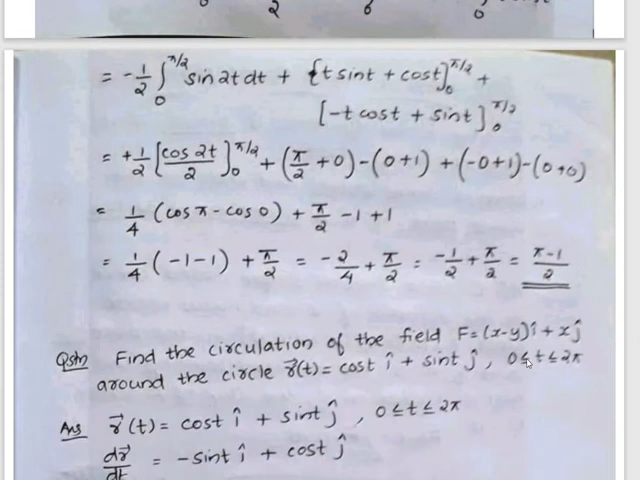 = -1/2 ∫₀^{π/2} sin2t dt + [t sint + cost]₀^{π/2} +
[-t cost + sint]₀^{π/2}
= +1/2 [cos 2t / 2]₀^{π/2} + (π/2 + 0) - (0+1) + (-0+1) - (0+0)
= 1/4 (cos π - cos 0) + π/2 - 1 + 1
= 1/4 (-1-1) + π/2 = -2/4 + π/2 = -1/2 + π/2 = π-1/2
Qstn Find the circulation of the field F = (x-y)î + xĵ
around the circle r⃗(t) = cost î + sint ĵ, 0 ≤ t ≤ 2π
Ans r⃗(t) = cost î + sint ĵ, 0 ≤ t ≤ 2π
dr⃗/dt = -sint î + cost ĵ